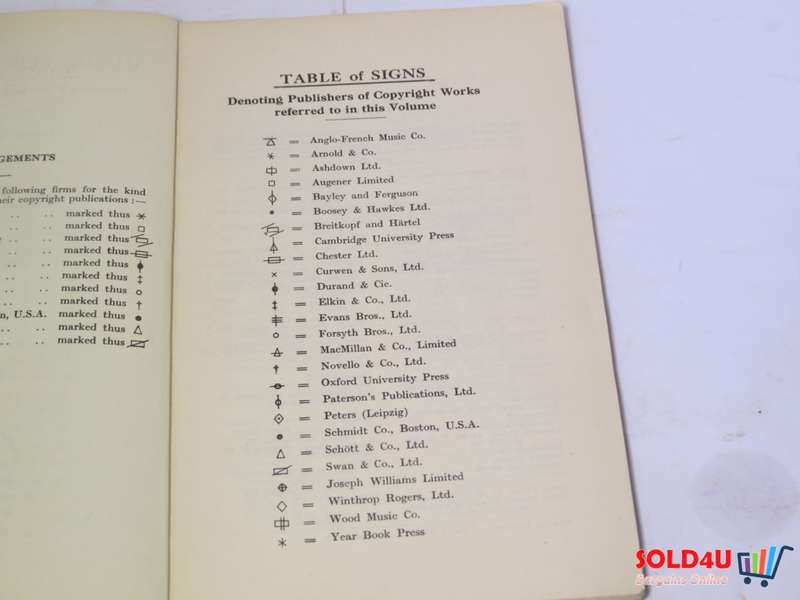 GEMENTS
following firms for the kind
heir copyright publications :—
.. .. marked thus
.. .. marked thus
.. .. marked thus
.. .. marked thus
.. .. marked thus
.. .. marked thus
.. .. marked thus
.. .. marked thus
n, U.S.A. marked thus
.. .. marked thus
.. .. marked thus
TABLE of SIGNS
Denoting Publishers of Copyright Works
referred to in this Volume
= Anglo-French Music Co.
= Arnold & Co.
= Ashdown Ltd.
= Augener Limited
= Bayley and Ferguson
= Boosey & Hawkes Ltd.
= Breitkopf and Härtel
= Cambridge University Press
= Chester Ltd.
= Curwen & Sons, Ltd.
= Durand & Cie.
= Elkin & Co., Ltd.
= Evans Bros., Ltd.
= Forsyth Bros., Ltd.
= MacMillan & Co., Limited
= Novello & Co., Ltd.
= Oxford University Press
= Paterson's Publications, Ltd.
= Peters (Leipzig)
= Schmidt Co., Boston, U.S.A.
= Schött & Co., Ltd.
= Swan & Co., Ltd.
= Joseph Williams Limited
= Winthrop Rogers, Ltd.
= Wood Music Co.
= Year Book Press
SOLD4U
Bargains Online